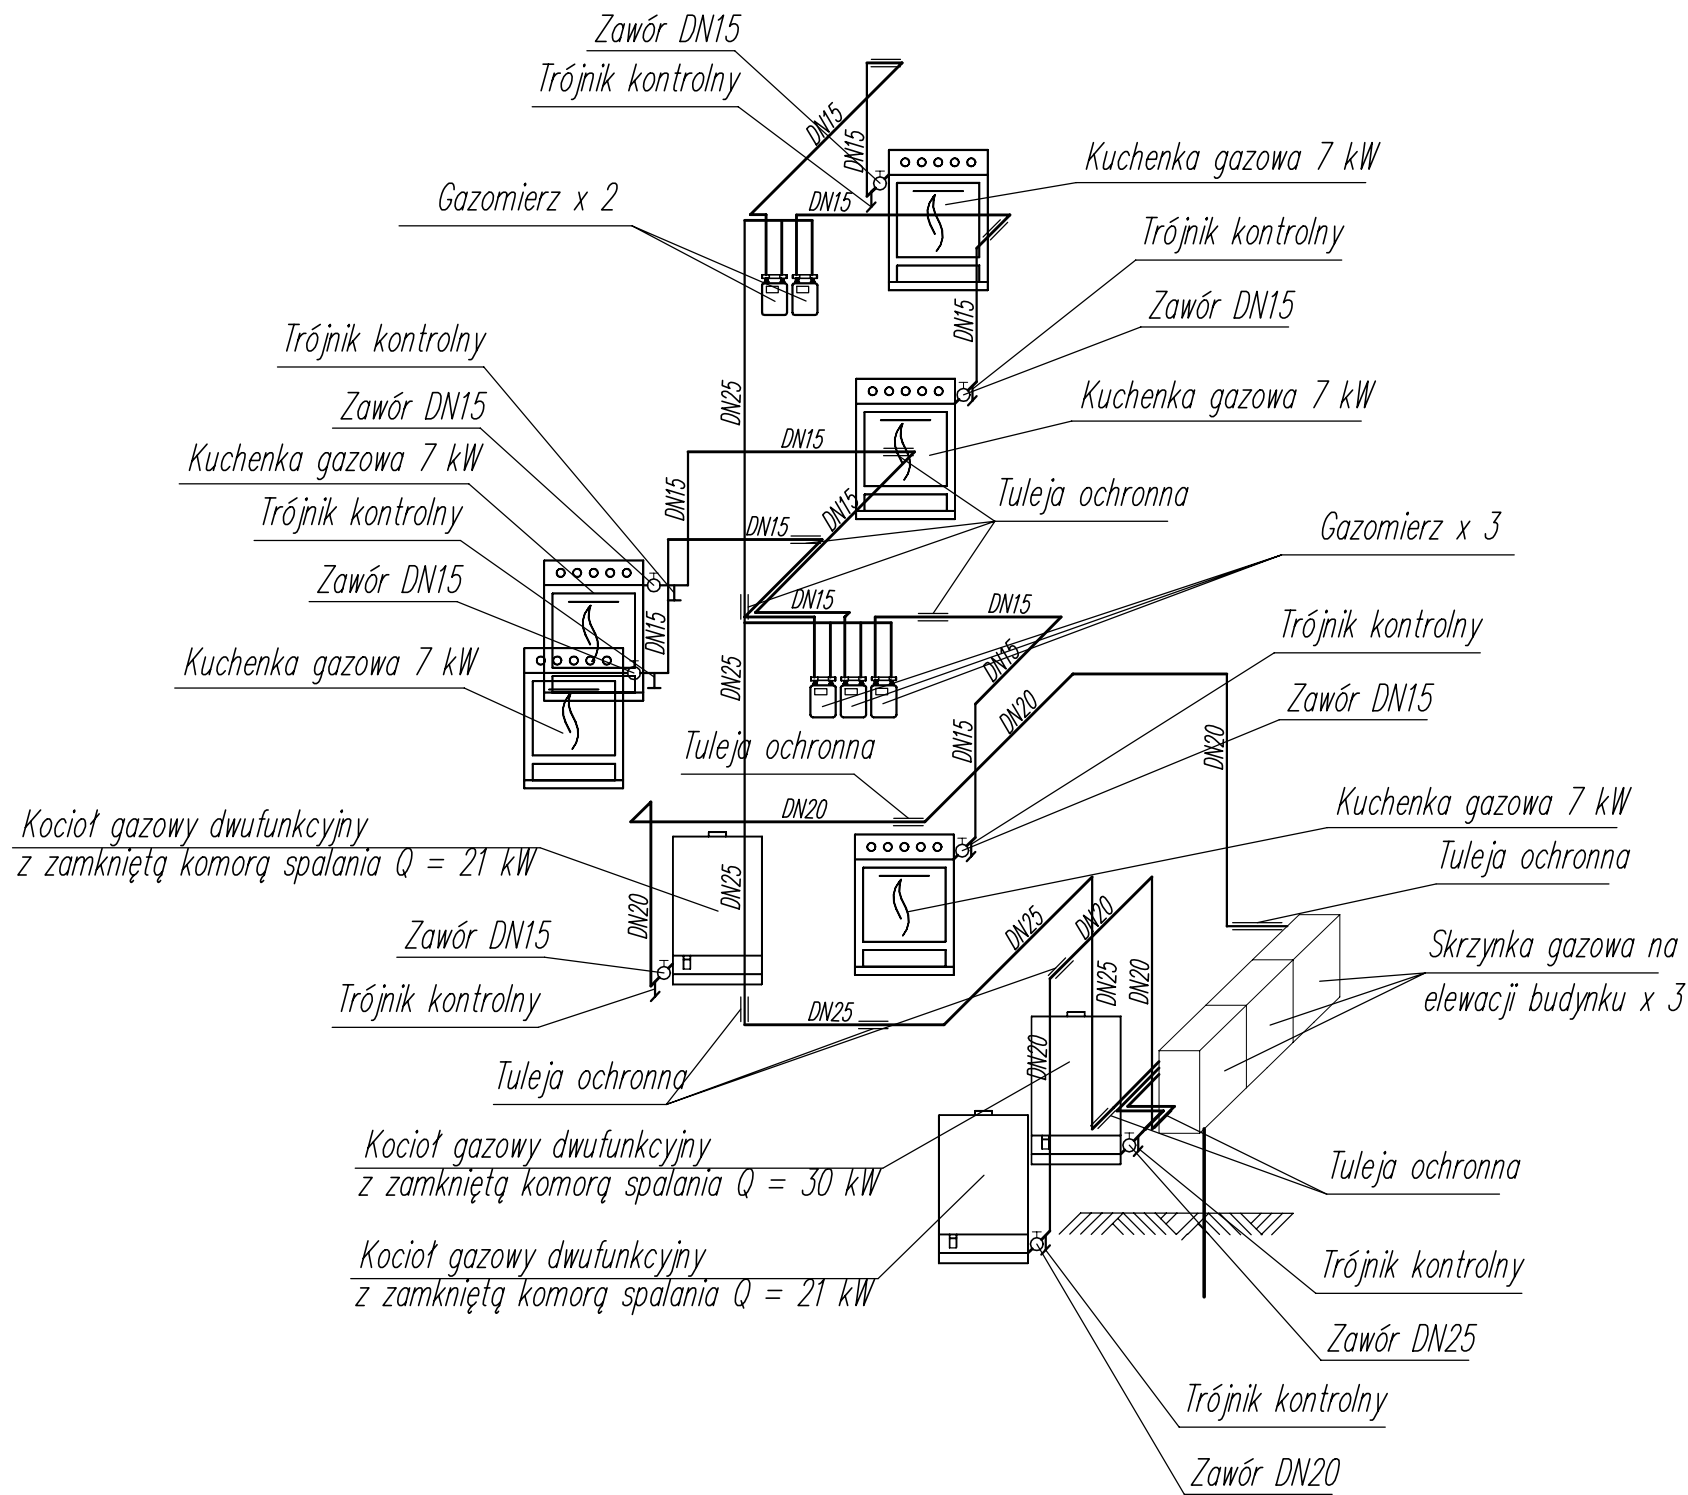 Zawór DN15
Trójnik kontrolny
DN15
DN15
Kuchenka gazowa 7 kW
Gazomierz x 2
DN15
Trójnik kontrolny
Zawór DN15
DN15
Trójnik kontrolny
Zawór DN15
DN25
Kuchenka gazowa 7 kW
DN15
Kuchenka gazowa 7 kW
DN15
Tuleja ochronna
DN15
Trójnik kontrolny
DN15
Gazomierz x 3
Zawór DN15
DN15
DN15
DN15
Trójnik kontrolny
Kuchenka gazowa 7 kW
DN25
DN15
DN20
Zawór DN15
Tuleja ochronna
DN15
DN20
Kuchenka gazowa 7 kW
DN20
Kocioł gazowy dwufunkcyjny
z zamkniętą komorą spalania Q = 21 kW
Tuleja ochronna
DN25
DN20
DN25
DN20
Zawór DN15
Skrzynka gazowa na
elewacji budynku x 3
DN25
DN20
Trójnik kontrolny
DN25
DN20
Tuleja ochronna
Kocioł gazowy dwufunkcyjny
z zamkniętą komorą spalania Q = 30 kW
Tuleja ochronna
Kocioł gazowy dwufunkcyjny
z zamkniętą komorą spalania Q = 21 kW
Trójnik kontrolny
Zawór DN25
Trójnik kontrolny
Zawór DN20